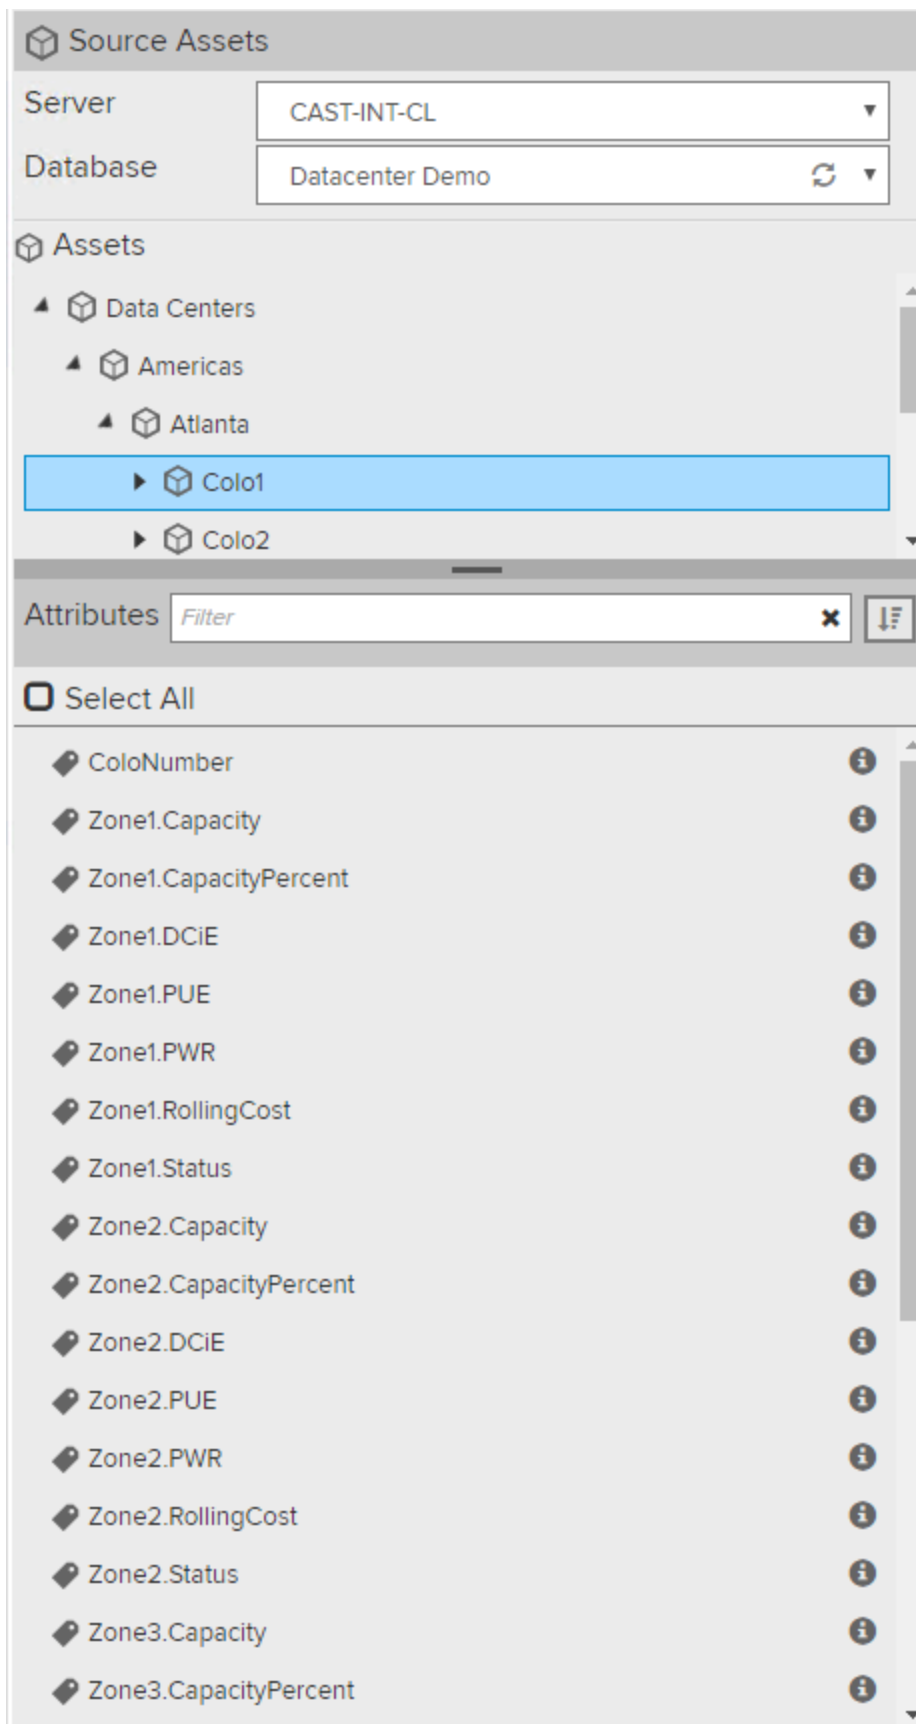 Source Assets
Server CAST-INT-CL
Database Datacenter Demo
Assets
Data Centers
Americas
Atlanta
Colo1
Colo2
Attributes Filter
Select All
ColoNumber
Zone1.Capacity
Zone1.CapacityPercent
Zone1.DCiE
Zone1.PUE
Zone1.PWR
Zone1.RollingCost
Zone1.Status
Zone2.Capacity
Zone2.CapacityPercent
Zone2.DCiE
Zone2.PUE
Zone2.PWR
Zone2.RollingCost
Zone2.Status
Zone3.Capacity
Zone3.CapacityPercent